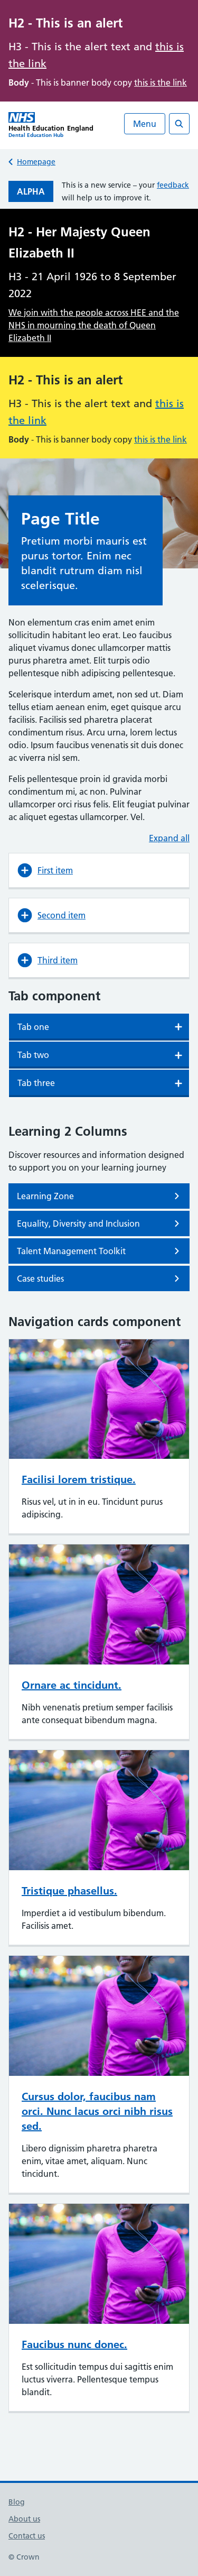 H2 - This is an alert
H3 - This is the alert text and this is
the link
Body - This is banner body copy this is the link
NHS
Health Education England
Dental Education Hub
Menu
Homepage
ALPHA
This is a new service – your feedback
will help us to improve it.
H2 - Her Majesty Queen
Elizabeth II
H3 - 21 April 1926 to 8 September
2022
We join with the people across HEE and the
NHS in mourning the death of Queen
Elizabeth II
H2 - This is an alert
H3 - This is the alert text and this is
the link
Body - This is banner body copy this is the link
Page Title
Pretium morbi mauris est
purus tortor. Enim nec
blandit rutrum diam nisl
scelerisque.
Non elementum cras enim amet enim
sollicitudin habitant leo erat. Leo faucibus
aliquet vivamus donec ullamcorper mattis
purus pharetra amet. Elit turpis odio
pellentesque nibh adipiscing pellentesque.
Scelerisque interdum amet, non sed ut. Diam
tellus etiam aenean enim, eget quisque arcu
facilisis. Facilisis sed pharetra placerat
condimentum risus. Arcu urna, lorem lectus
odio. Ipsum faucibus venenatis sit duis donec
ac viverra nisl sem.
Felis pellentesque proin id gravida morbi
condimentum mi, ac non. Pulvinar
ullamcorper orci risus felis. Elit feugiat pulvinar
a aliquet egestas ullamcorper. Vel.
Expand all
First item
Second item
Third item
Tab component
Tab one
Tab two
Tab three
Learning 2 Columns
Discover resources and information designed
to support you on your learning journey
Learning Zone
Equality, Diversity and Inclusion
Talent Management Toolkit
Case studies
Navigation cards component
Facilisi lorem tristique.
Risus vel, ut in in eu. Tincidunt purus
adipiscing.
Ornare ac tincidunt.
Nibh venenatis pretium semper facilisis
ante consequat bibendum magna.
Tristique phasellus.
Imperdiet a id vestibulum bibendum.
Facilisis amet.
Cursus dolor, faucibus nam
orci. Nunc lacus orci nibh risus
sed.
Libero dignissim pharetra pharetra
enim, vitae amet, aliquam. Nunc
tincidunt.
Faucibus nunc donec.
Est sollicitudin tempus dui sagittis enim
luctus viverra. Pellentesque tempus
blandit.
Blog
About us
Contact us
© Crown